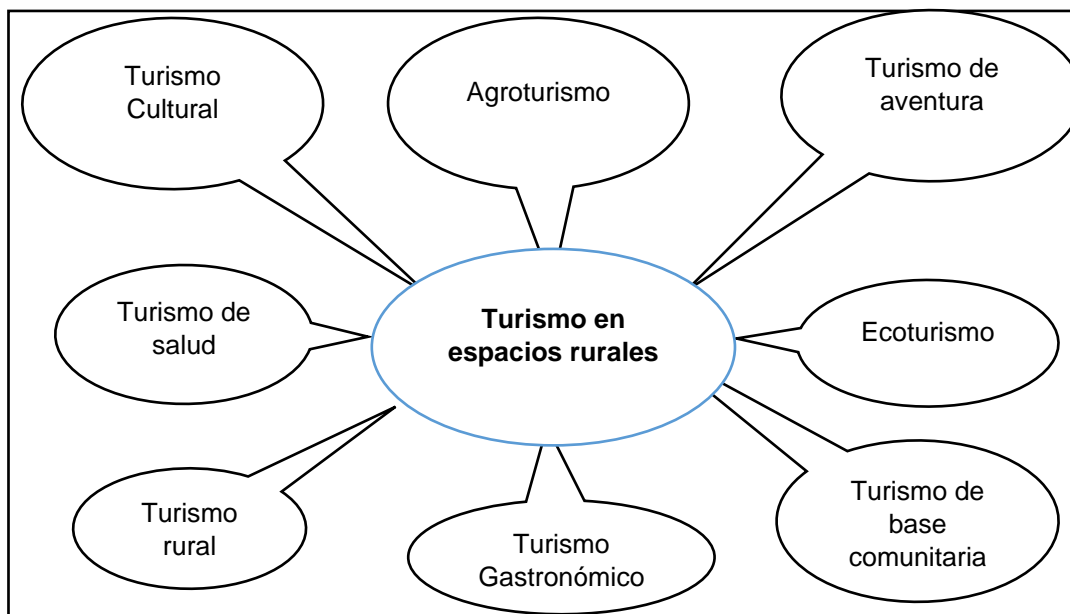 Turismo
Cultural
Agroturismo
Turismo de
aventura
Turismo de
salud
Turismo en
espacios rurales
Ecoturismo
Turismo
rural
Turismo
Gastronómico
Turismo de
base
comunitaria